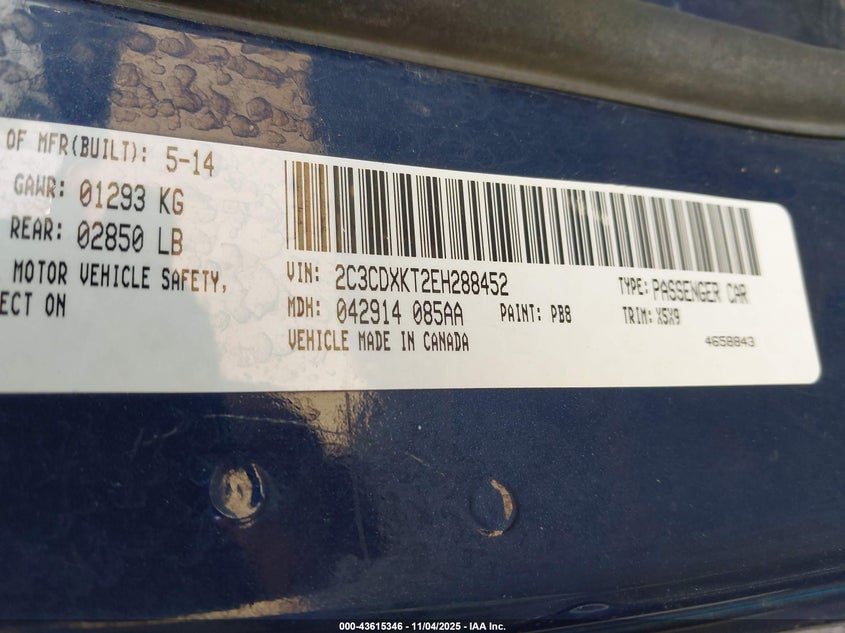 OF MFR(BUILT): 5-14
GAWR: 01293 KG
REAR: 02850 LB
MOTOR VEHICLE SAFETY,
ECT ON
VIN: 2C3CDXKT2EH288452
TYPE: PASSENGER CAR
MDH: 042914 085AA
PAINT: PB8
TRIM: X5X9
VEHICLE MADE IN CANADA
4658843
000-43615346 - 11/04/2025 - IAA Inc.